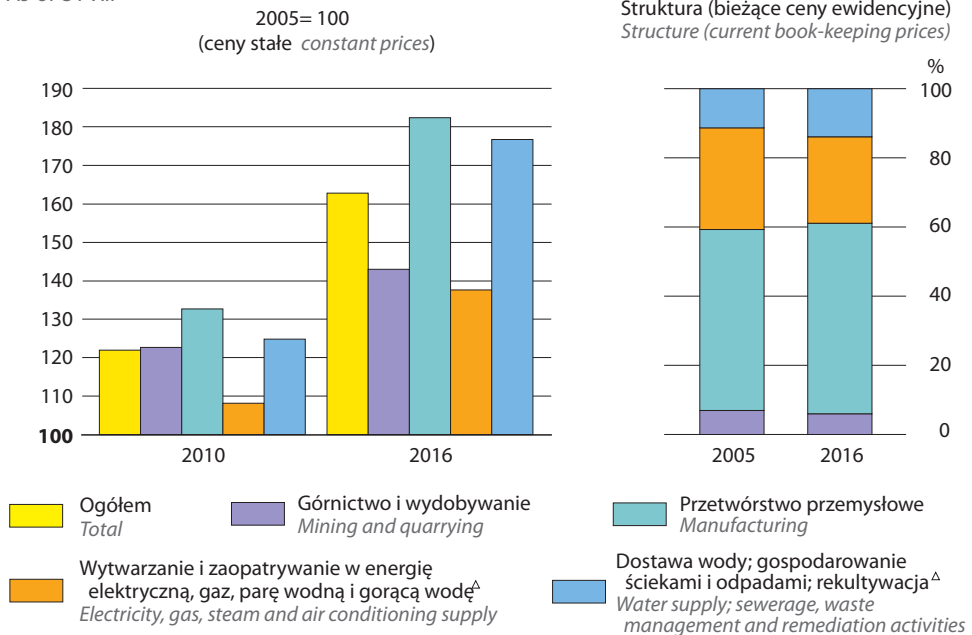 2005= 100
(ceny stałe constant prices)
190
180
170
160
150
140
130
120
110
100
2010
2016
Struktura (bieżące ceny ewidencyjne)
Structure (current book-keeping prices)
%
100
80
60
40
20
0
2005
2016
Ogółem
Total
Górnictwo i wydobywanie
Mining and quarrying
Przetwórstwo przemysłowe
Manufacturing
Wytwarzanie i zaopatrywanie w energię
elektryczną, gaz, parę wodną i gorącą wodę△
Electricity, gas, steam and air conditioning supply
Dostawa wody; gospodarowanie
ściekami i odpadami; rekultywacja△
Water supply; sewerage, waste
management and remediation activities